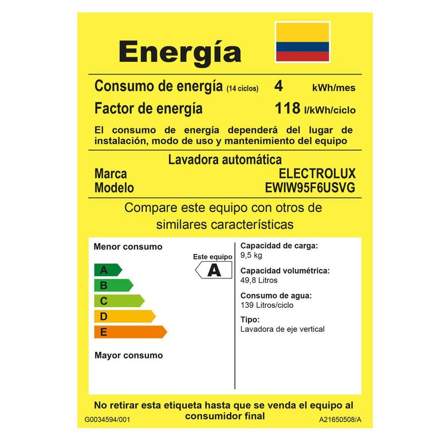 Energía
Consumo de energía (14 ciclos) 4 kWh/mes
Factor de energía 118 l/kWh/ciclo
El consumo de energía dependerá del lugar de
instalación, modo de uso y mantenimiento del equipo
Lavadora automática
Marca ELECTROLUX
Modelo EWIW95F6USVG
Compare este equipo con otros de
similares características
Menor consumo
Este equipo
A
A
B
C
D
E
Mayor consumo
Capacidad de carga:
9,5 kg
Capacidad volumétrica:
49,8 Litros
Consumo de agua:
139 Litros/ciclo
Tipo:
Lavadora de eje vertical
No retirar esta etiqueta hasta que se venda el equipo al
consumidor final
G0034594/001 A21650508/A